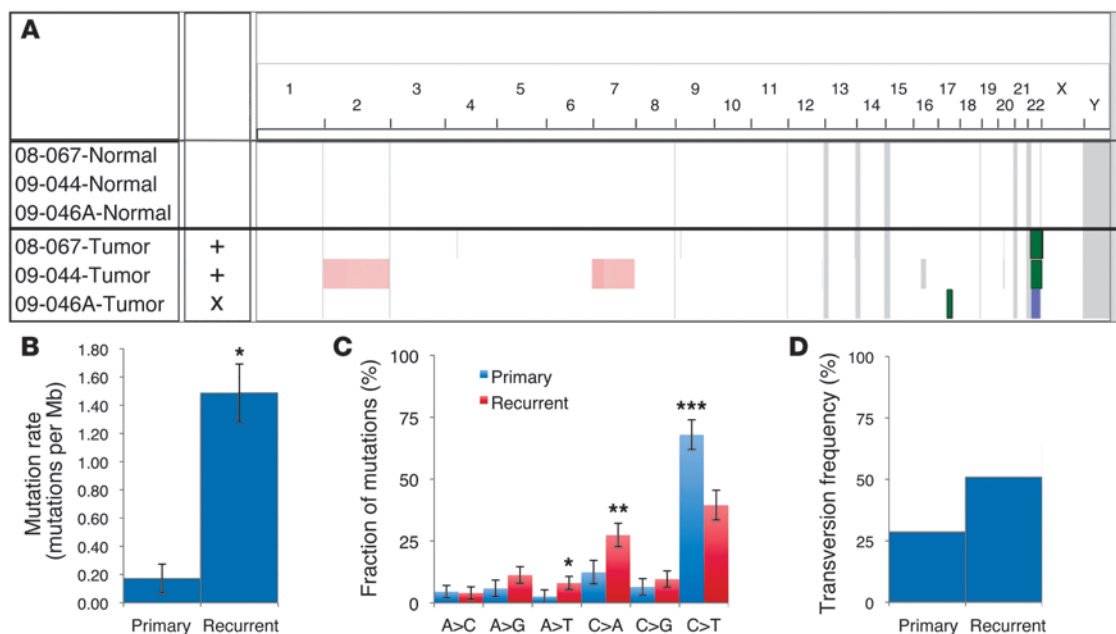 A
1 3 5 7 9 11 13 15 17 19 21 X
2 4 6 8 10 12 14 16 18 20 22 Y
08-067-Normal
09-044-Normal
09-046A-Normal
08-067-Tumor +
09-044-Tumor +
09-046A-Tumor X
B
Mutation rate
(mutations per Mb)
1.80
1.60
1.40
1.20
1.00
0.80
0.60
0.40
0.20
0.00
*
Primary Recurrent
C
Fraction of mutations (%)
100
75
50
25
0
Primary
Recurrent
* ** ***
A>C A>G A>T C>A C>G C>T
D
Transversion frequency (%)
100
75
50
25
0
Primary Recurrent